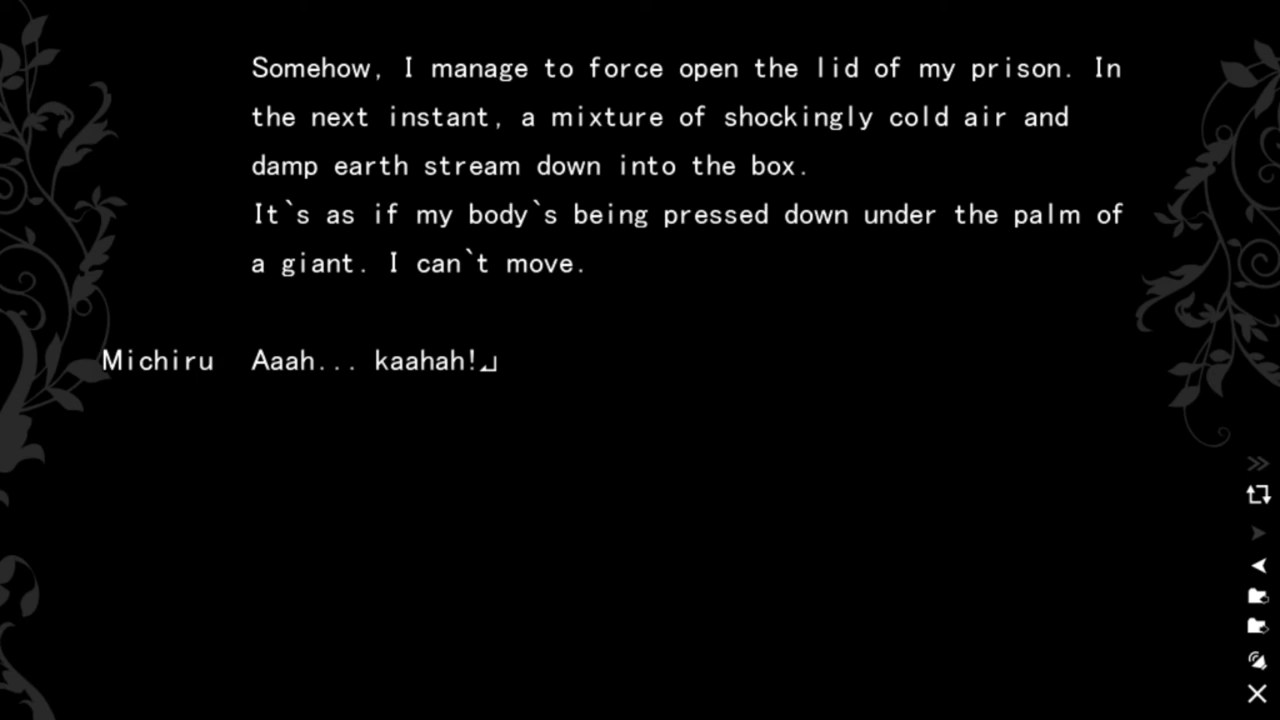 Somehow, I manage to force open the lid of my prison. In
the next instant, a mixture of shockingly cold air and
damp earth stream down into the box.
It`s as if my body`s being pressed down under the palm of
a giant. I can`t move.
Michiru Aaah... kaahah!